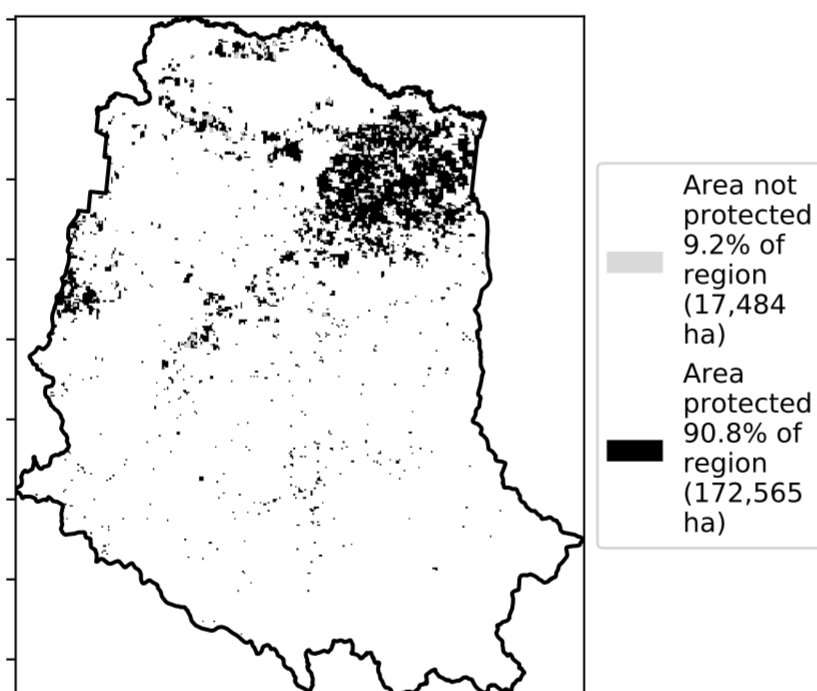 Area not
protected
9.2% of
region
(17,484
ha)
Area
protected
90.8% of
region
(172,565
ha)